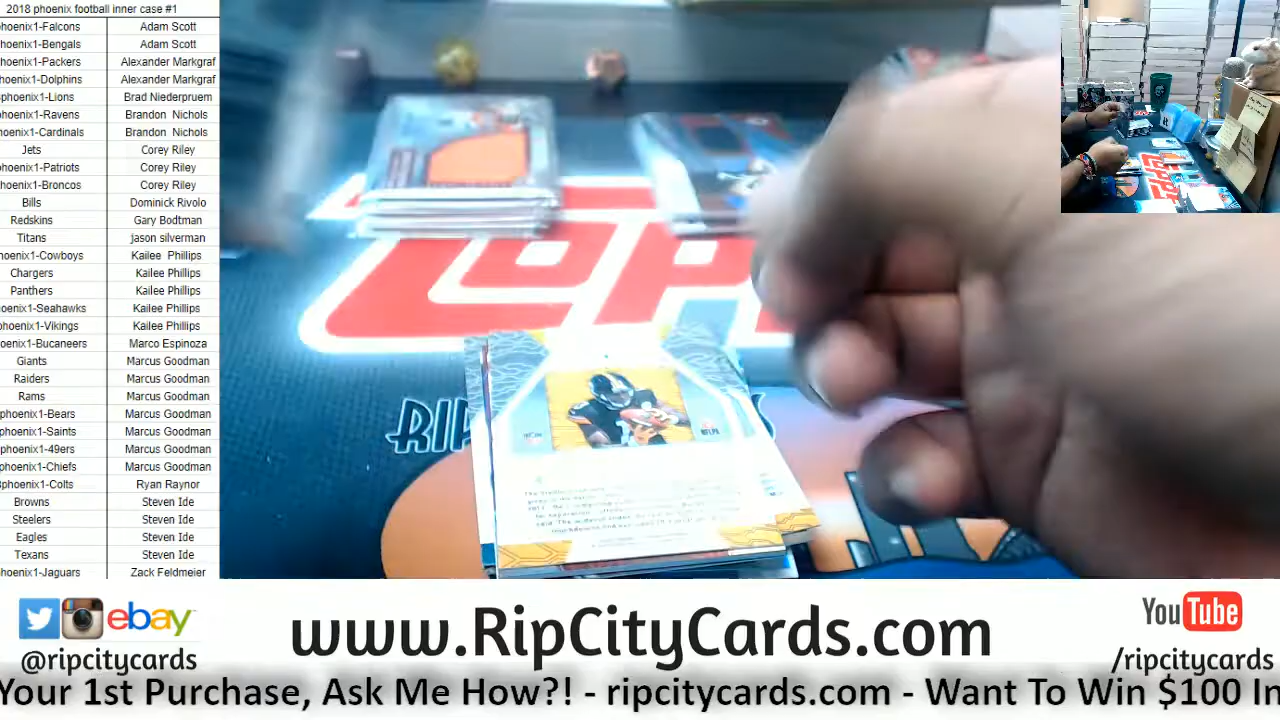 2018 phoenix football inner case #1
hoenix1-Falcons Adam Scott
hoenix1-Bengals Adam Scott
phoenix1-Packers Alexander Markgraf
hoenix1-Dolphins Alexander Markgraf
phoenix1-Lions Brad Niederpruem
phoenix1-Ravens Brandon Nichols
hoenix1-Cardinals Brandon Nichols
Jets Corey Riley
phoenix1-Patriots Corey Riley
hoenix1-Broncos Corey Riley
Bills Dominick Rivolo
Redskins Gary Bodtman
Titans jason silverman
hoenix1-Cowboys Kailee Phillips
Chargers Kailee Phillips
Panthers Kailee Phillips
oenix1-Seahawks Kailee Phillips
hoenix1-Vikings Kailee Phillips
oenix1-Bucaneers Marco Espinoza
Giants Marcus Goodman
Raiders Marcus Goodman
Rams Marcus Goodman
phoenix1-Bears Marcus Goodman
phoenix1-Saints Marcus Goodman
phoenix1-49ers Marcus Goodman
phoenix1-Chiefs Marcus Goodman
phoenix1-Colts Ryan Raynor
Browns Steven Ide
Steelers Steven Ide
Eagles Steven Ide
Texans Steven Ide
hoenix1-Jaguars Zack Feldmeier
TOPP
RIP
NFLPA
ebay
@ripcitycards
www.RipCityCards.com
YouTube
/ripcitycards
Your 1st Purchase, Ask Me How?! - ripcitycards.com - Want To Win $100 In